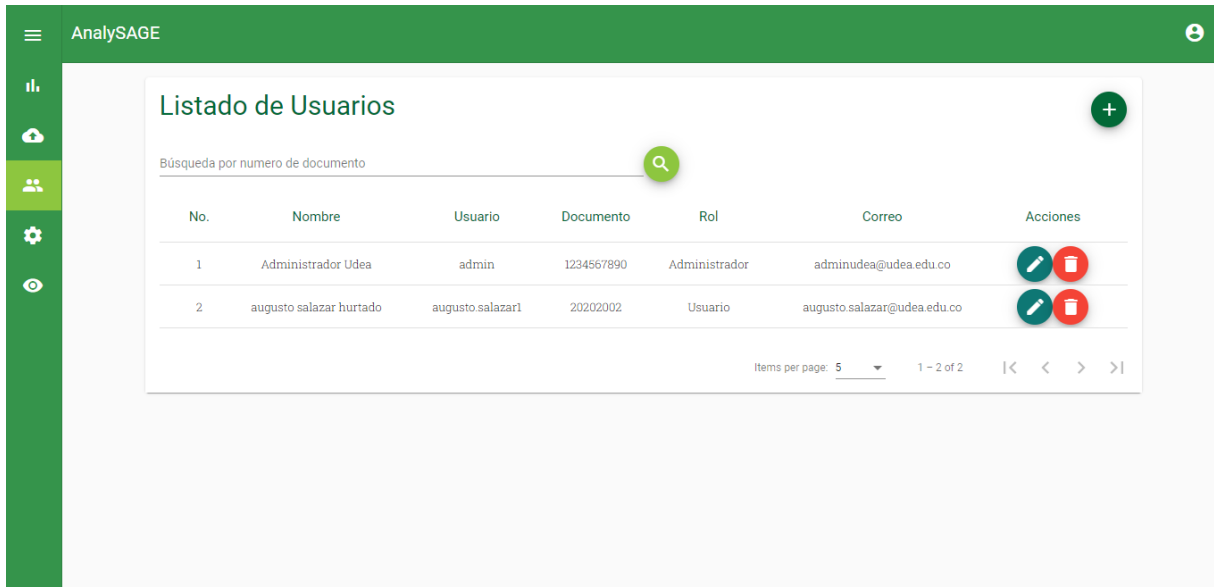 AnalySAGE
Listado de Usuarios
Búsqueda por numero de documento
No. Nombre Usuario Documento Rol Correo Acciones
1 Administrador Udea admin 1234567890 Administrador adminudea@udea.edu.co
2 augusto salazar hurtado augusto.salazar1 20202002 Usuario augusto.salazar@udea.edu.co
Items per page: 5 1 – 2 of 2